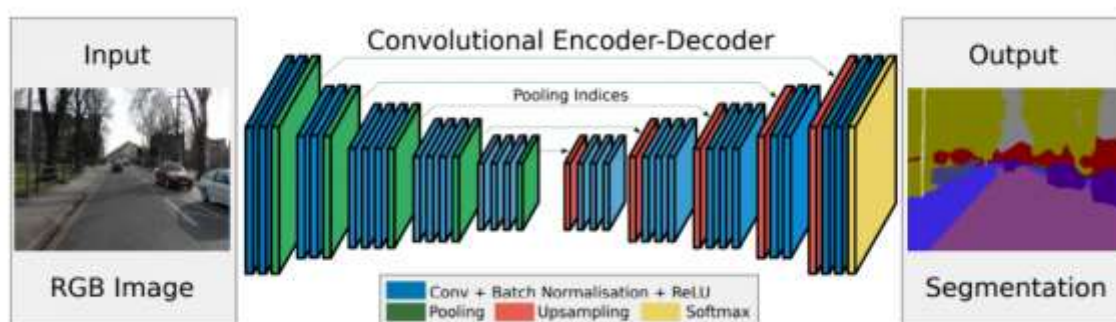 Input
Convolutional Encoder-Decoder
Output
Pooling Indices
RGB Image
Conv + Batch Normalisation + ReLU
Pooling Upsampling Softmax
Segmentation